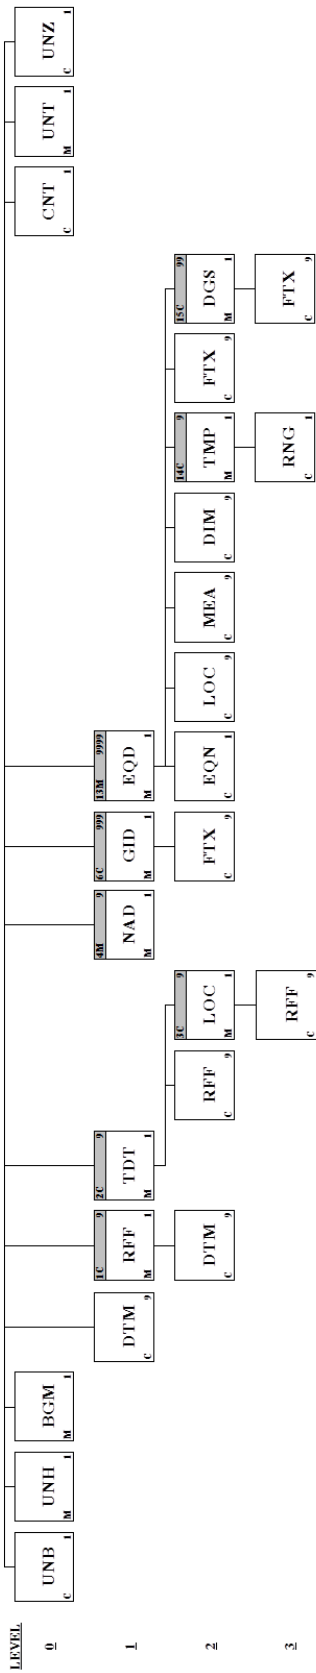 LEVEL
0 UNB UNH BGM CNT UNT UNZ
C 1 M 1 M 1 C 1 M 1 C 1
1C 9 2C 9 4M 9 6C 999 13M 9999
1 DTM RFF TDT NAD GID EQD
C 9 M 1 M 1 M 1 M 1 M 1
3C 9 14C 9 15C 99
2 DTM RFF LOC FTX EQN LOC MEA DIM TMP FTX DGS
C 9 C 9 M 1 C 9 C 1 C 9 C 9 C 9 M 1 C 9 M 1
3 RFF RNG FTX
C 9 C 1 C 9